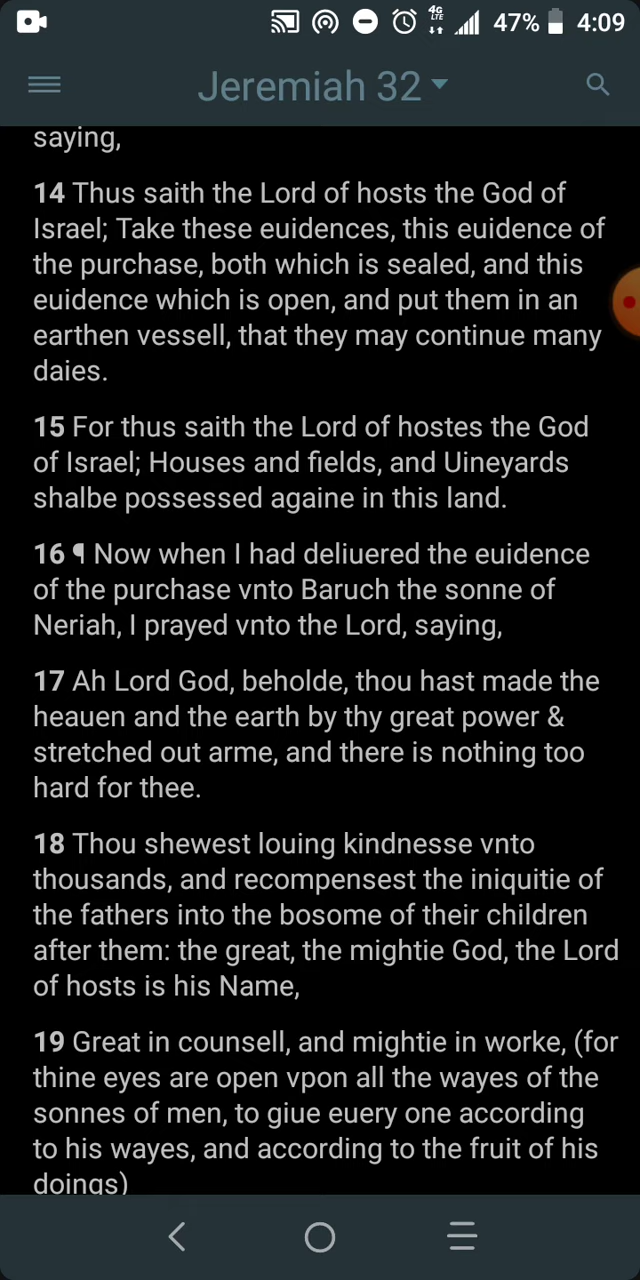 4G
LTE
47%
4:09
Jeremiah 32
saying,
14 Thus saith the Lord of hosts the God of
Israel; Take these euidences, this euidence of
the purchase, both which is sealed, and this
euidence which is open, and put them in an
earthen vessell, that they may continue many
daies.
15 For thus saith the Lord of hostes the God
of Israel; Houses and fields, and Uineyards
shalbe possessed againe in this land.
16 ¶ Now when I had deliuered the euidence
of the purchase vnto Baruch the sonne of
Neriah, I prayed vnto the Lord, saying,
17 Ah Lord God, beholde, thou hast made the
heauen and the earth by thy great power &
stretched out arme, and there is nothing too
hard for thee.
18 Thou shewest louing kindnesse vnto
thousands, and recompensest the iniquitie of
the fathers into the bosome of their children
after them: the great, the mightie God, the Lord
of hosts is his Name,
19 Great in counsell, and mightie in worke, (for
thine eyes are open vpon all the wayes of the
sonnes of men, to giue euery one according
to his wayes, and according to the fruit of his
doings)